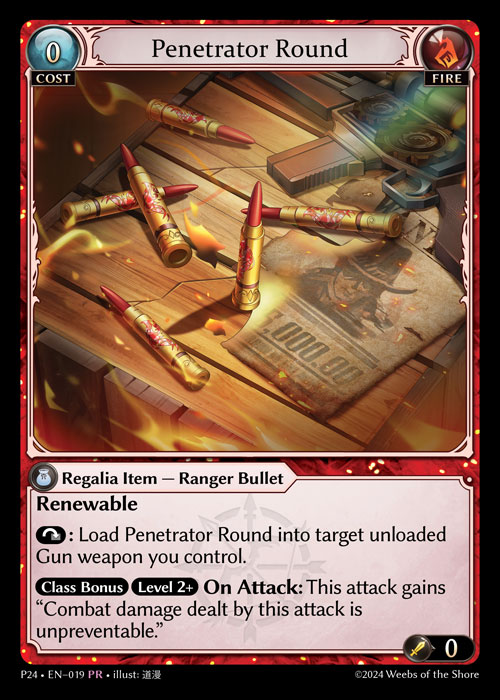 0
COST
Penetrator Round
FIRE
.000.00
Regalia Item — Ranger Bullet
Renewable
: Load Penetrator Round into target unloaded
Gun weapon you control.
Class Bonus Level 2+ On Attack: This attack gains
“Combat damage dealt by this attack is
unpreventable.”
0
P24 • EN–019 PR • illust: 道漫
©2024 Weebs of the Shore